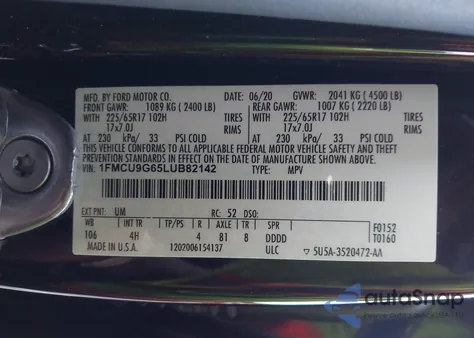 MFD. BY FORD MOTOR CO. 06/20 GVWR: 2041 KG ( 4500 LB)
FRONT GAWR: 1089 KG ( 2400 LB) REAR GAWR: 1007 KG ( 2220 LB)
WITH 225/65R17 102H TIRES WITH 225/65R17 102H TIRES
17x7.0J RIMS 17x7.0J RIMS
AT 230 kPa/ 33 PSI COLD AT 230 kPa/ 33 PSI COLD
THIS VEHICLE CONFORMS TO ALL APPLICABLE FEDERAL MOTOR VEHICLE
SAFETY AND THEFT PREVENTION STANDARDS IN EFFECT ON THE DATE OF
MANUFACTURE SHOWN ABOVE.
VIN: 1FMCU9G65LUB82142 TYPE: MPV
EXT PNT: UM RC: 52 DSO:
WB INT TR TP/PS R AXLE TR SPR F0152
106 4H 4 81 8 DDDD T0160
MADE IN U.S.A. 1202006154137 ULC 5U5A-3520472-AA
autoSnap